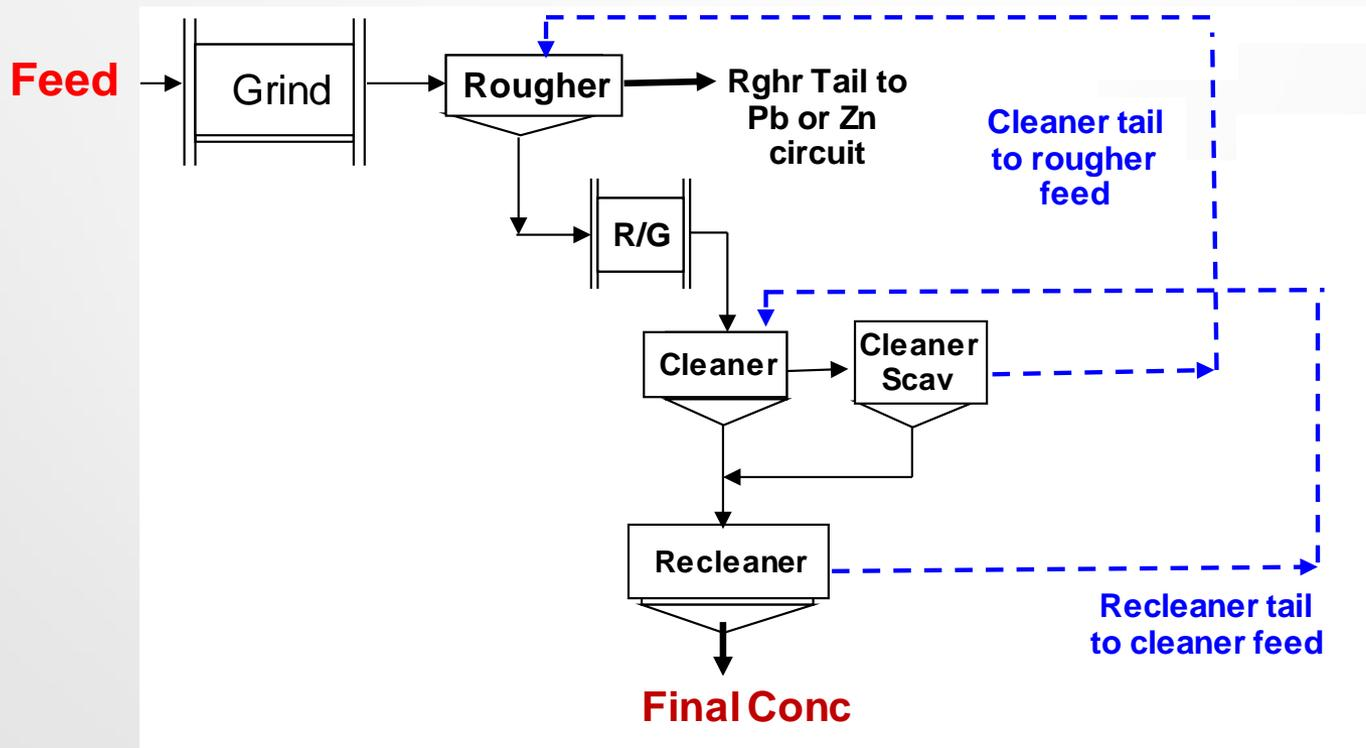 Feed
Grind
Rougher
Rghr Tail to
Pb or Zn
circuit
Cleaner tail
to rougher
feed
R/G
Cleaner
Cleaner
Scav
Recleaner
Recleaner tail
to cleaner feed
Final Conc